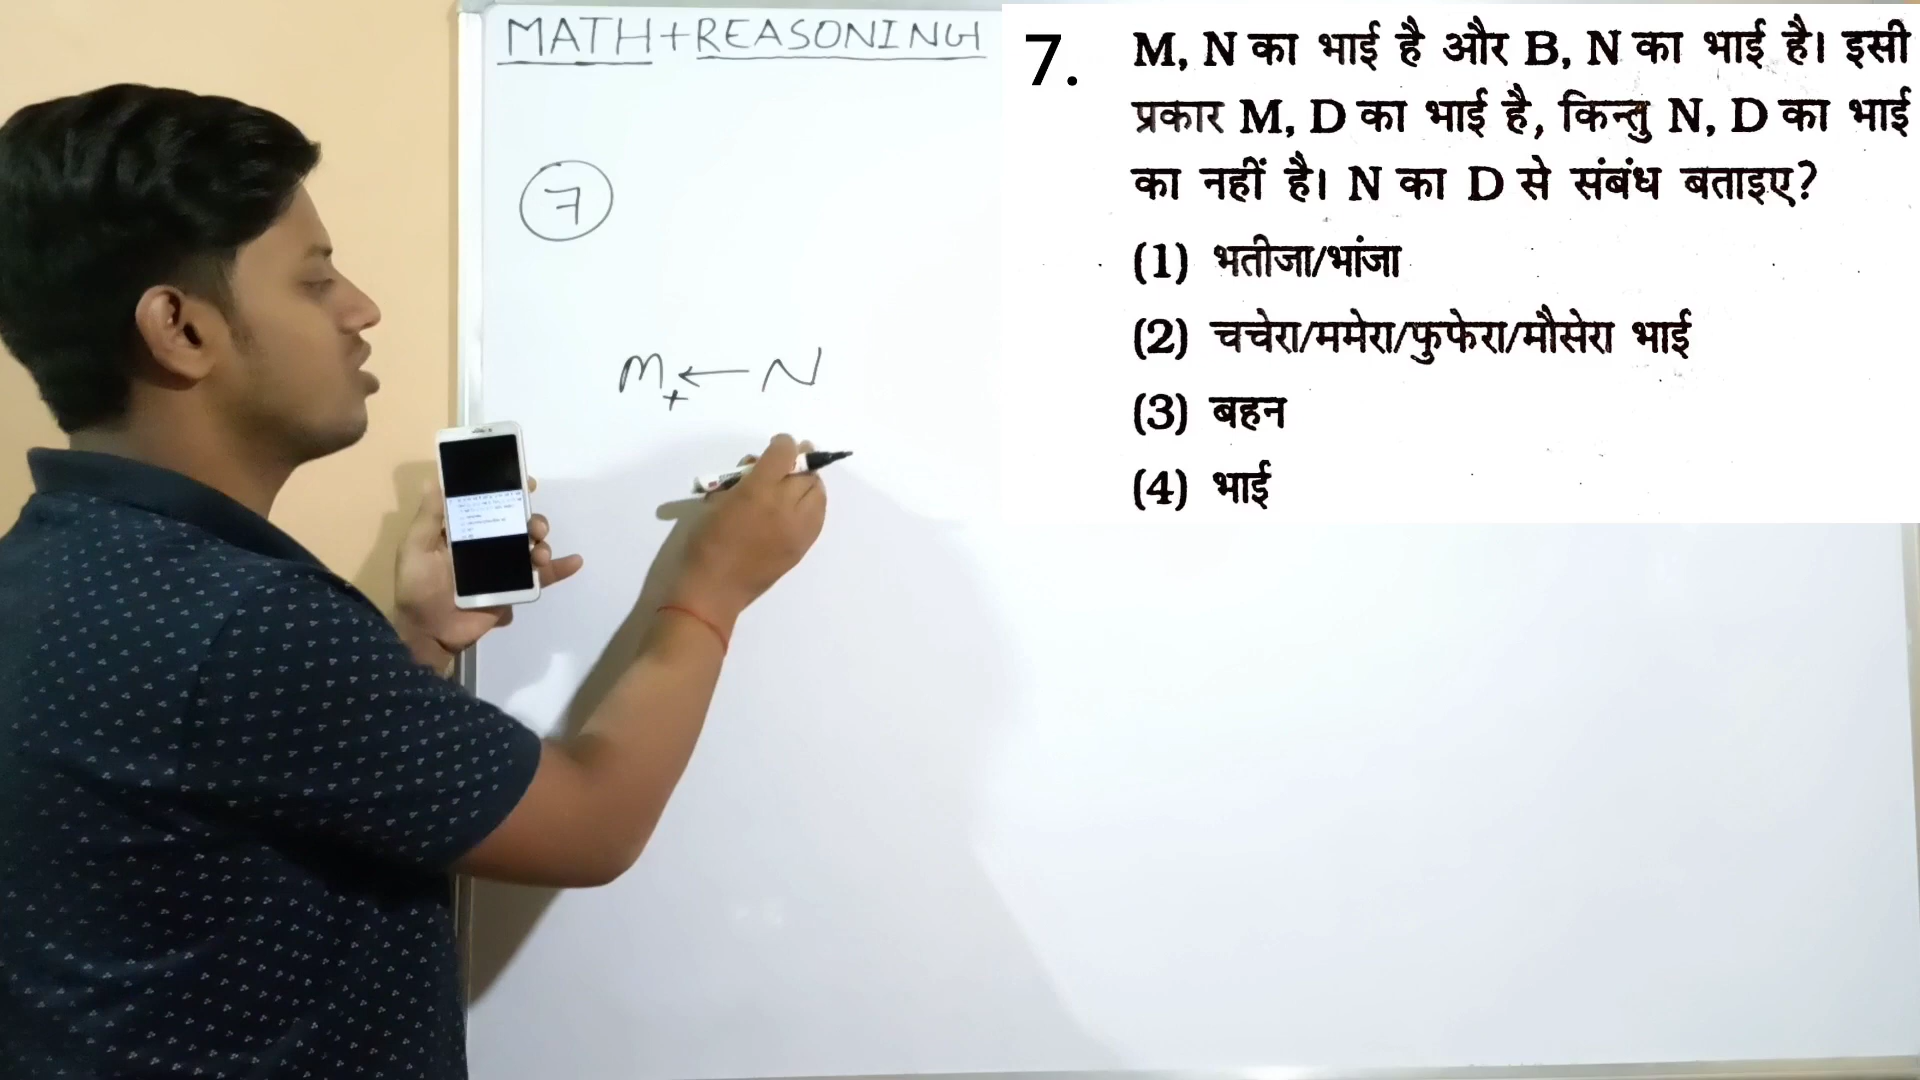 MATH+REASONING
7
M+ ← N
7. M, N का भाई है और B, N का भाई है। इसी
प्रकार M, D का भाई है, किन्तु N, D का भाई
का नहीं है। N का D से संबंध बताइए?
(1) भतीजा/भांजा
(2) चचेरा/ममेरा/फुफेरा/मौसेरा भाई
(3) बहन
(4) भाई